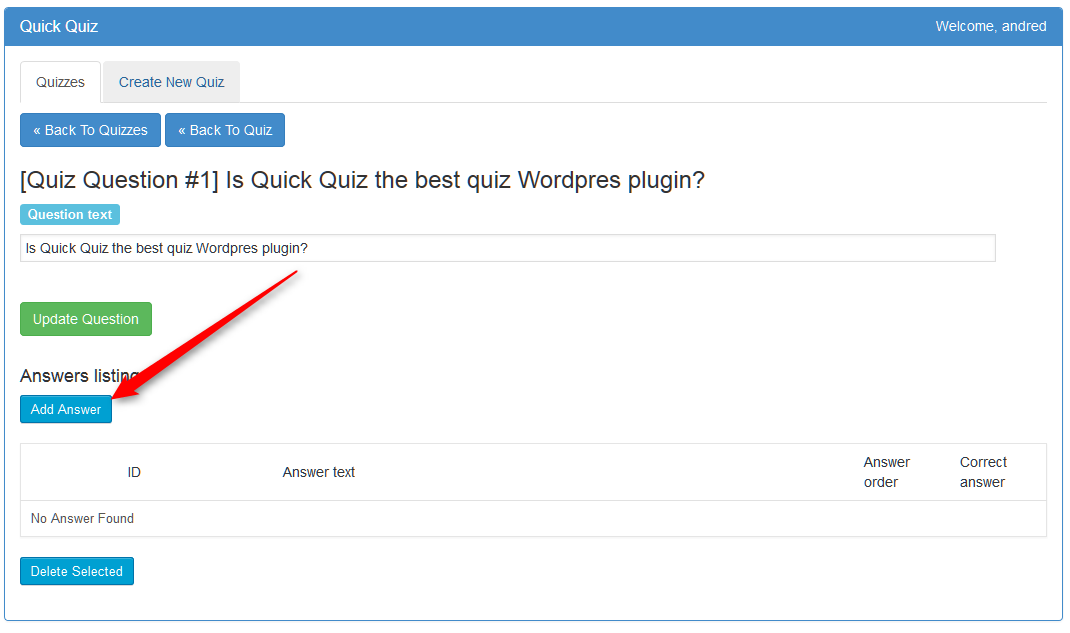 Quick Quiz
Welcome, andred
Quizzes
Create New Quiz
« Back To Quizzes
« Back To Quiz
[Quiz Question #1] Is Quick Quiz the best quiz Wordpres plugin?
Question text
Is Quick Quiz the best quiz Wordpres plugin?
Update Question
Answers listing
Add Answer
ID
Answer text
Answer
order
Correct
answer
No Answer Found
Delete Selected